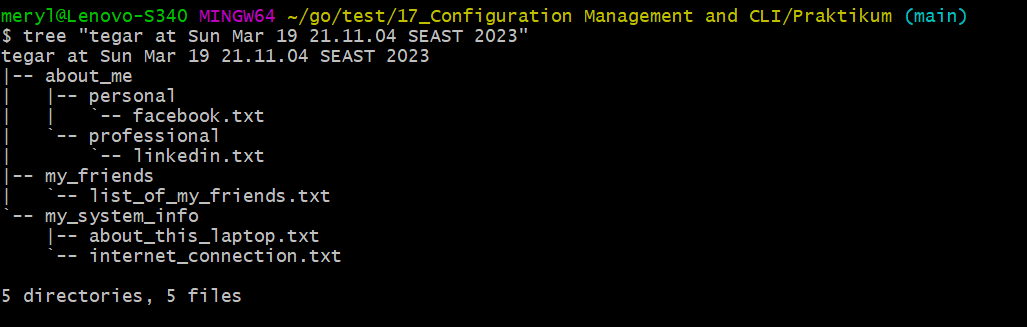 meryl@Lenovo-S340 MINGW64 ~/go/test/17_Configuration Management and CLI/Praktikum (main)
$ tree "tegar at Sun Mar 19 21.11.04 SEAST 2023"
tegar at Sun Mar 19 21.11.04 SEAST 2023
|-- about_me
|   |-- personal
|   |   `-- facebook.txt
|   `-- professional
|       `-- linkedin.txt
|-- my_friends
|   `-- list_of_my_friends.txt
`-- my_system_info
    |-- about_this_laptop.txt
    `-- internet_connection.txt

5 directories, 5 files